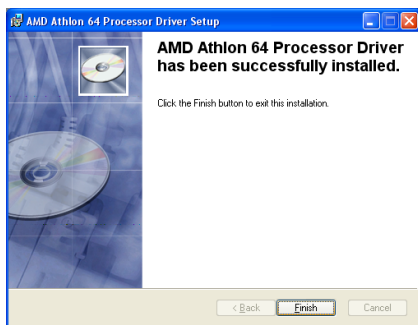 AMD Athlon 64 Processor Driver Setup
AMD Athlon 64 Processor Driver
has been successfully installed.
Click the Finish button to exit this installation.
< Back Finish Cancel